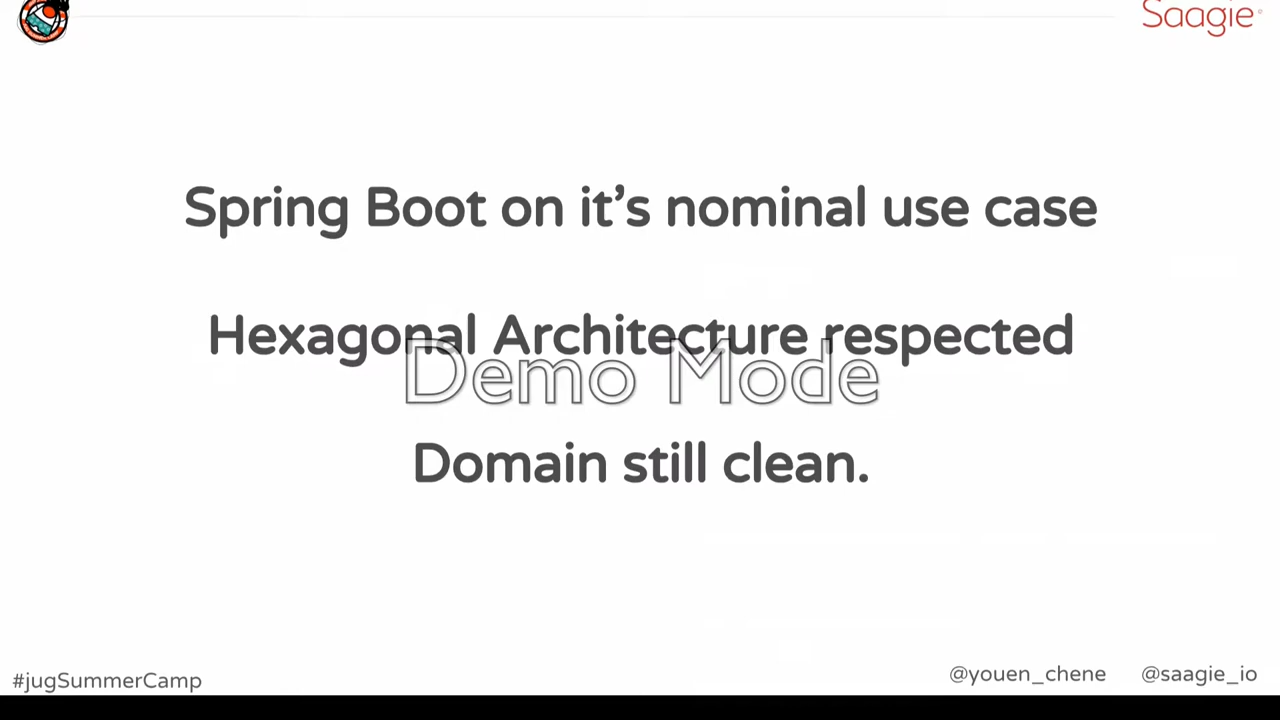 Saagie
Spring Boot on it’s nominal use case
Hexagonal Architecture respected
Demo Mode
Domain still clean.
#jugSummerCamp
@youen_chene @saagie_io